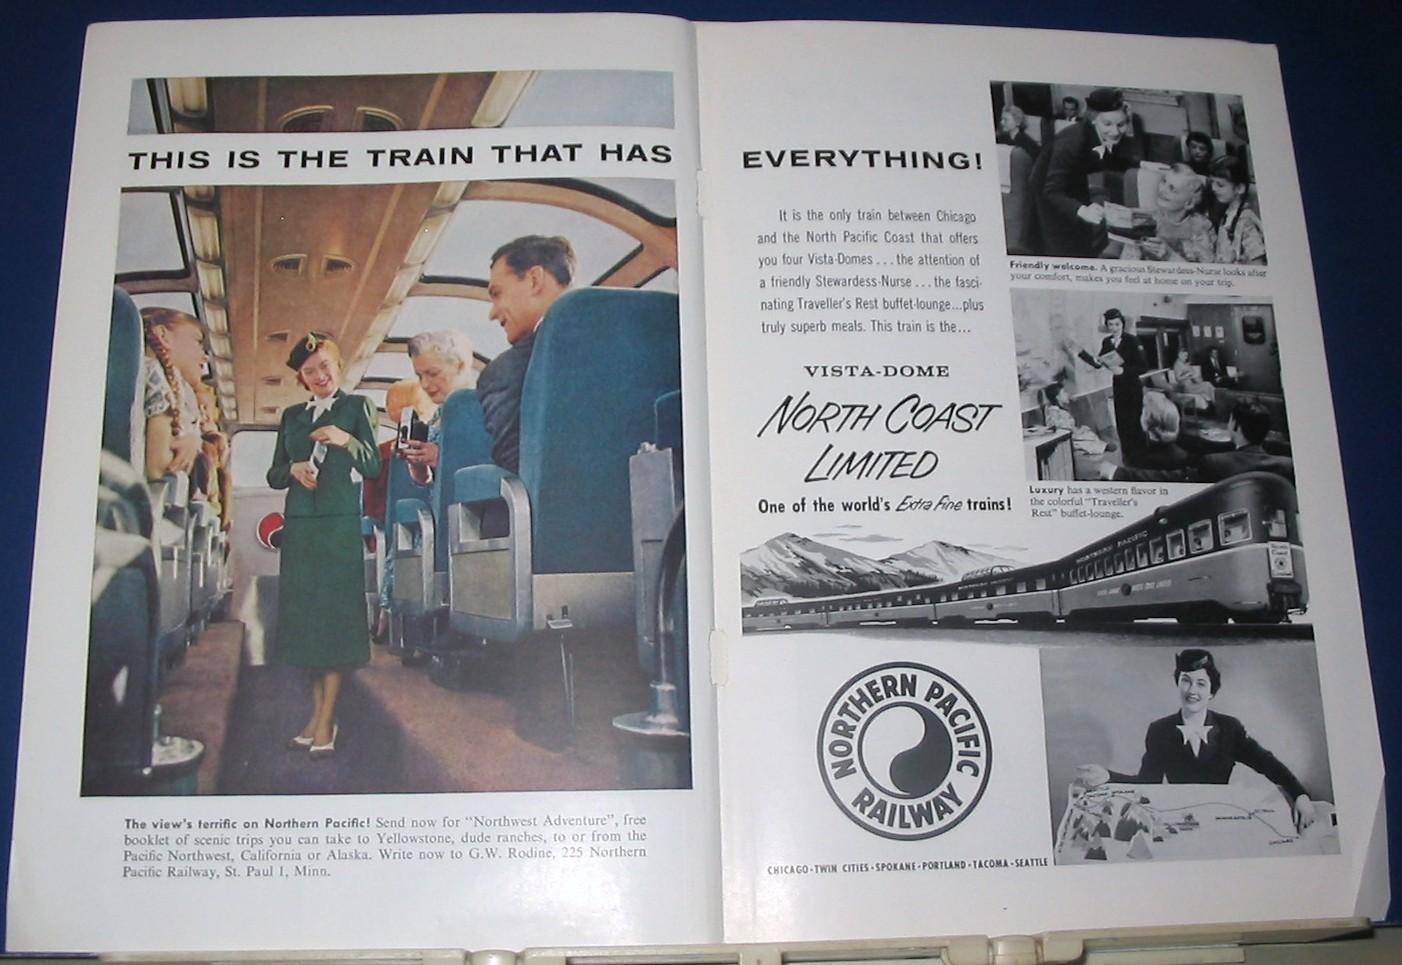 THIS IS THE TRAIN THAT HAS EVERYTHING!
The view's terrific on Northern Pacific! Send now for "Northwest Adventure", free
booklet of scenic trips you can take to Yellowstone, dude ranches, to or from the
Pacific Northwest, California or Alaska. Write now to G.W. Rodine, 225 Northern
Pacific Railway, St. Paul 1, Minn.
It is the only train between Chicago
and the North Pacific Coast that offers
you four Vista-Domes . . . the attention of
a friendly Stewardess-Nurse . . . the fasci-
nating Traveller's Rest buffet-lounge...plus
truly superb meals. This train is the...
VISTA-DOME
NORTH COAST
LIMITED
One of the world's Extra Fine trains!
Friendly welcome. A gracious Stewardess-Nurse looks after
your comfort, makes you feel at home on your trip.
Luxury has a western flavor in
the colorful "Traveller's
Rest" buffet-lounge.
NORTHERN PACIFIC
NORTHERN PACIFIC
RAILWAY
CHICAGO·TWIN CITIES·SPOKANE·PORTLAND·TACOMA·SEATTLE